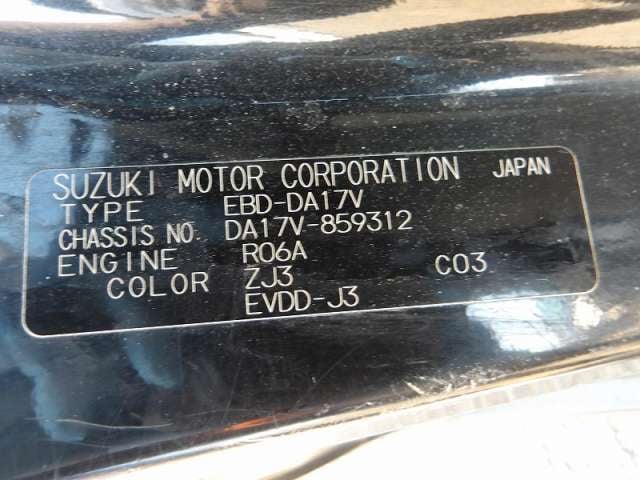 SUZUKI MOTOR CORPORATION JAPAN
TYPE EBD-DA17V
CHASSIS NO. DA17V-859312
ENGINE R06A
COLOR ZJ3 C03
EVDD-J3